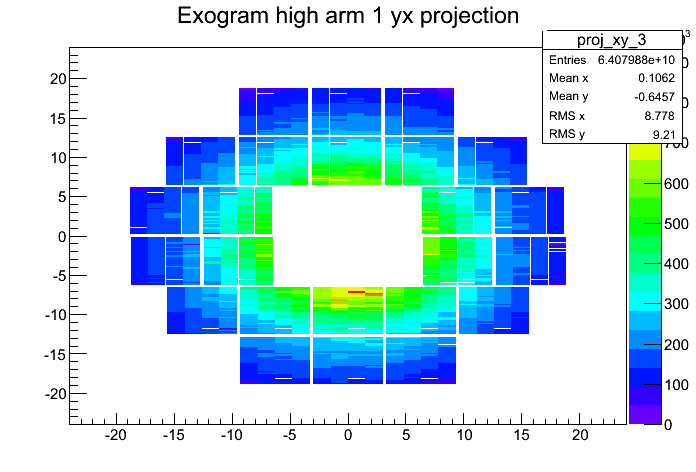 Exogram high arm 1 yx projection
proj_xy_3
Entries 6.407988e+10
Mean x 0.1062
Mean y -0.6457
RMS x 8.778
RMS y 9.21
3
0
0
700
600
500
400
300
200
100
0
20
15
10
5
0
-5
-10
-15
-20
-20 -15 -10 -5 0 5 10 15 20